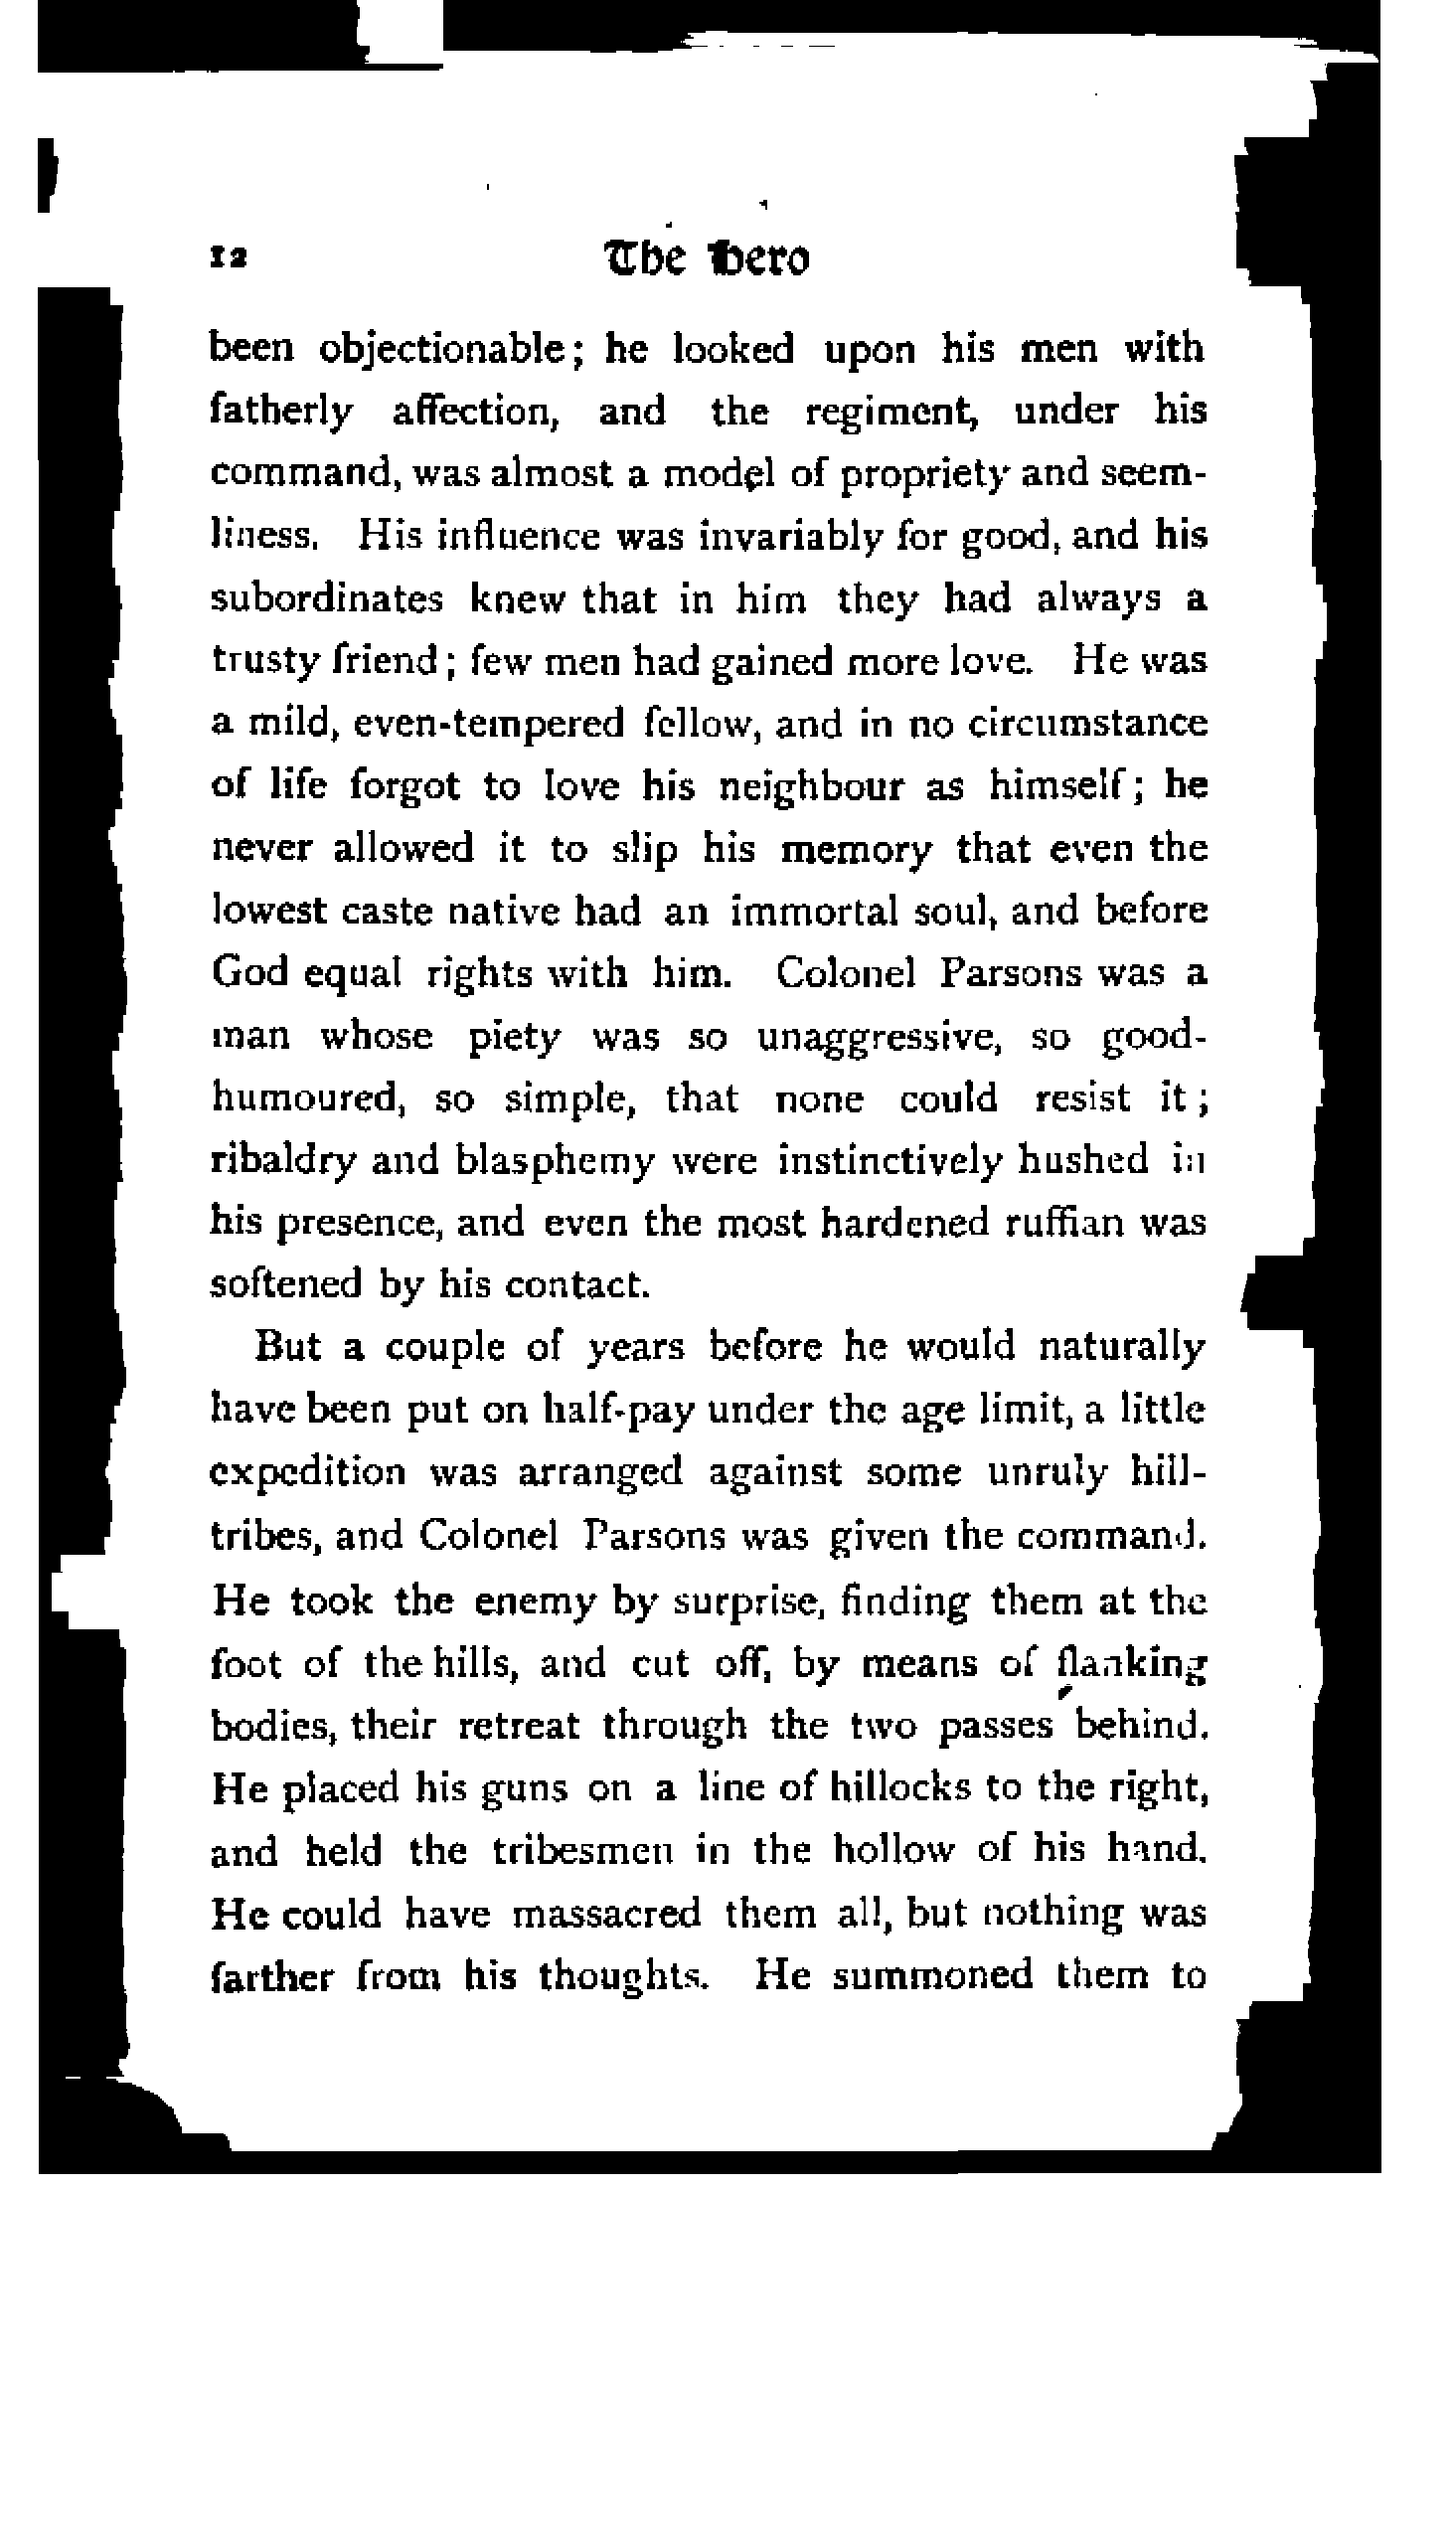 12 The Hero
been objectionable; he looked upon his men with
fatherly affection, and the regiment, under his
command, was almost a model of propriety and seem-
liness. His influence was invariably for good, and his
subordinates knew that in him they had always a
trusty friend; few men had gained more love. He was
a mild, even-tempered fellow, and in no circumstance
of life forgot to love his neighbour as himself; he
never allowed it to slip his memory that even the
lowest caste native had an immortal soul, and before
God equal rights with him. Colonel Parsons was a
man whose piety was so unaggressive, so good-
humoured, so simple, that none could resist it;
ribaldry and blasphemy were instinctively hushed in
his presence, and even the most hardened ruffian was
softened by his contact.
But a couple of years before he would naturally
have been put on half-pay under the age limit, a little
expedition was arranged against some unruly hill-
tribes, and Colonel Parsons was given the command.
He took the enemy by surprise, finding them at the
foot of the hills, and cut off, by means of flanking
bodies, their retreat through the two passes behind.
He placed his guns on a line of hillocks to the right,
and held the tribesmen in the hollow of his hand.
He could have massacred them all, but nothing was
farther from his thoughts. He summoned them to